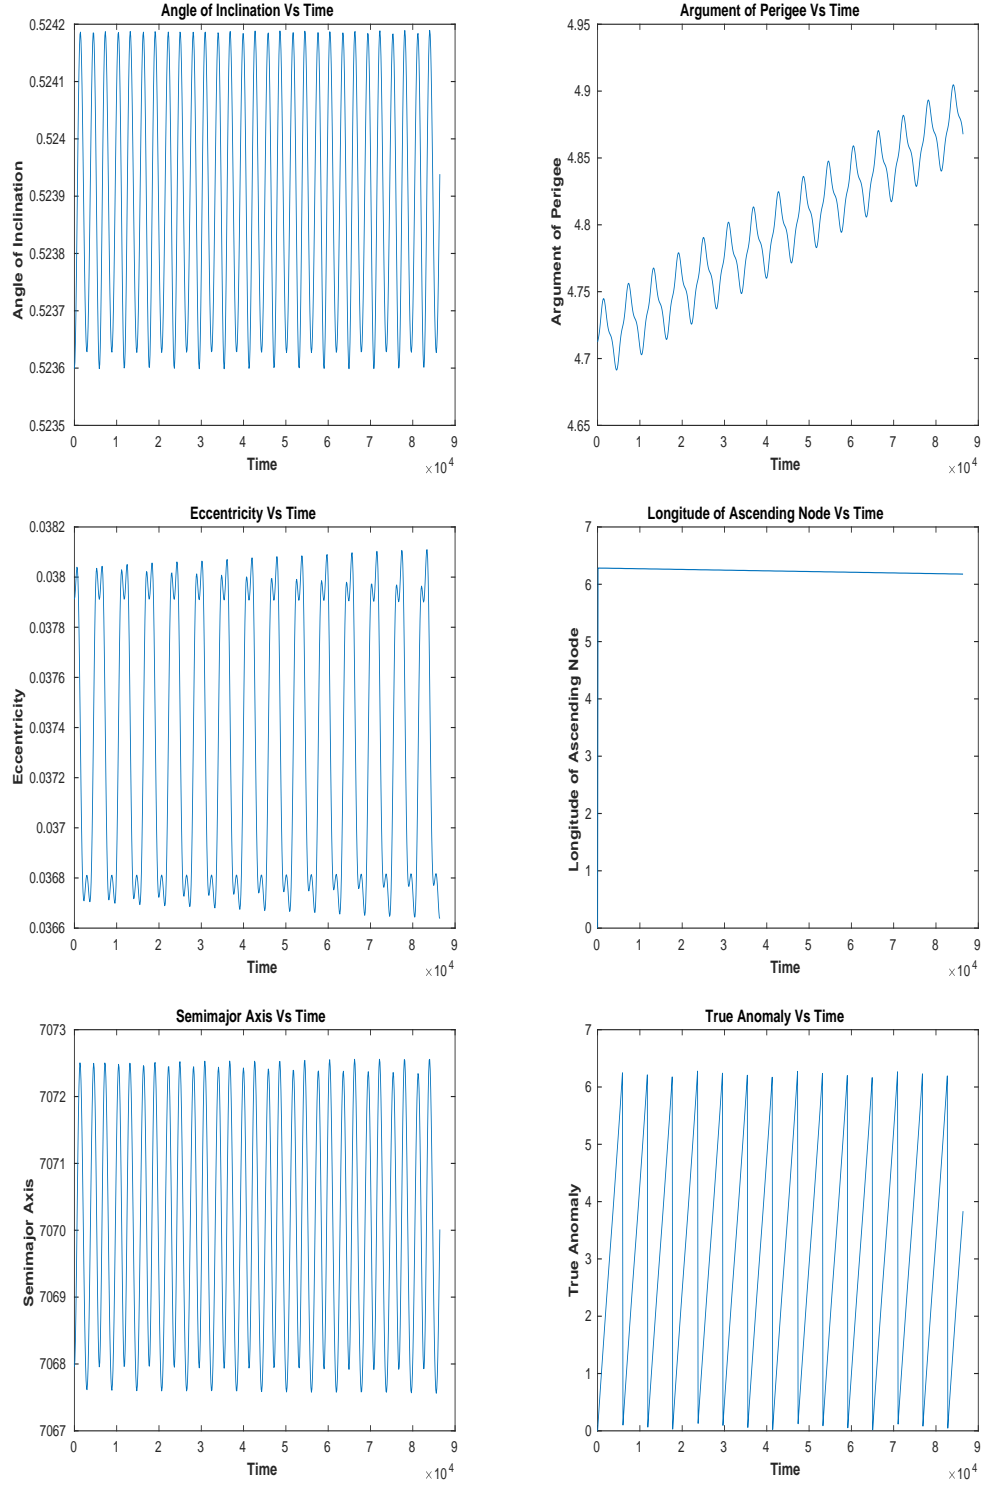 Angle of Inclination Vs Time
0.5242
0.5241
0.524
0.5239
0.5238
0.5237
0.5236
0.5235
Angle of Inclination
0 1 2 3 4 5 6 7 8 9
Time
×10^4
Argument of Perigee Vs Time
4.95
4.9
4.85
4.8
4.75
4.7
4.65
Argument of Perigee
0 1 2 3 4 5 6 7 8 9
Time
×10^4
Eccentricity Vs Time
0.0382
0.038
0.0378
0.0376
0.0374
0.0372
0.037
0.0368
0.0366
Eccentricity
0 1 2 3 4 5 6 7 8 9
Time
×10^4
Longitude of Ascending Node Vs Time
7
6
5
4
3
2
1
0
Longitude of Ascending Node
0 1 2 3 4 5 6 7 8 9
Time
×10^4
Semimajor Axis Vs Time
7073
7072
7071
7070
7069
7068
7067
Semimajor Axis
0 1 2 3 4 5 6 7 8 9
Time
×10^4
True Anomaly Vs Time
7
6
5
4
3
2
1
0
True Anomaly
0 1 2 3 4 5 6 7 8 9
Time
×10^4